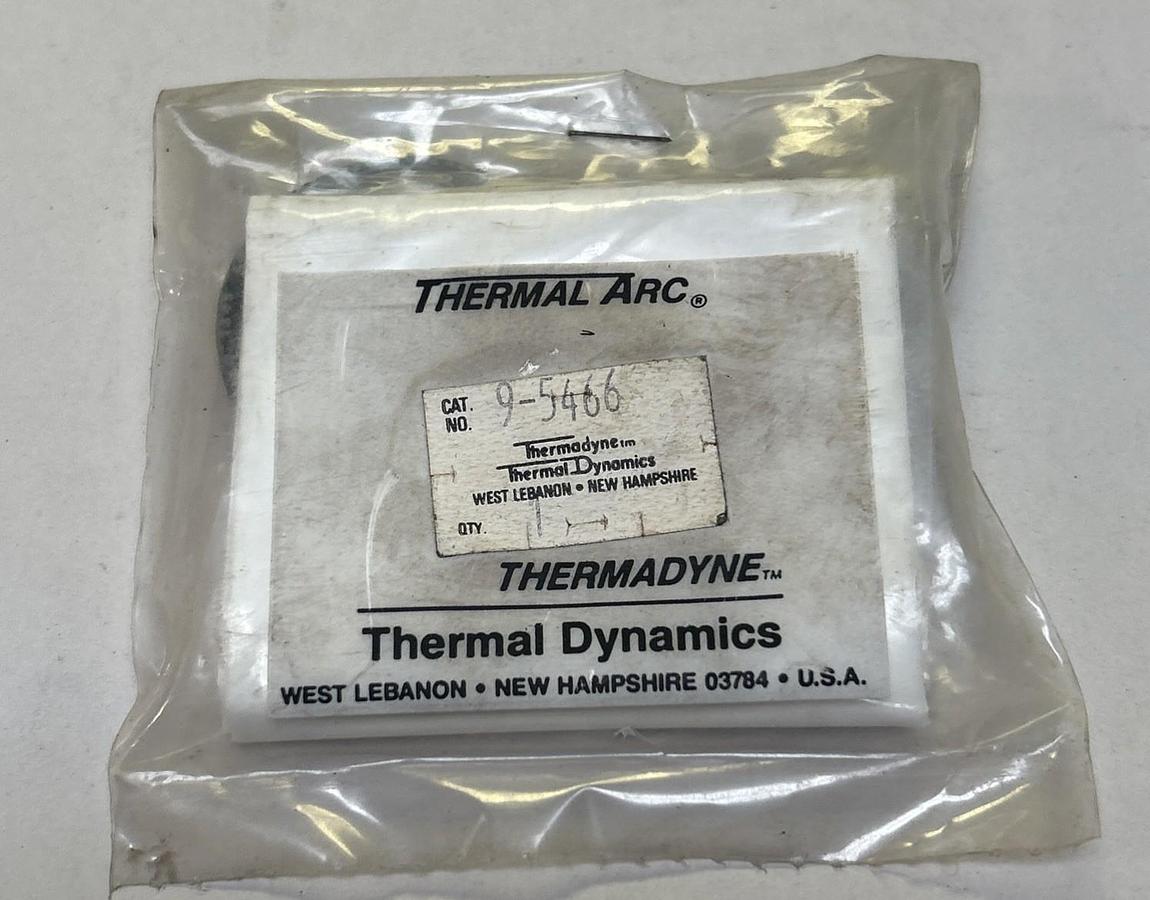 THERMAL ARC®
CAT. NO. 9-5466
Thermadyne™
Thermal Dynamics
WEST LEBANON • NEW HAMPSHIRE
QTY. 1
THERMADYNE™
Thermal Dynamics
WEST LEBANON • NEW HAMPSHIRE 03784 • U.S.A.